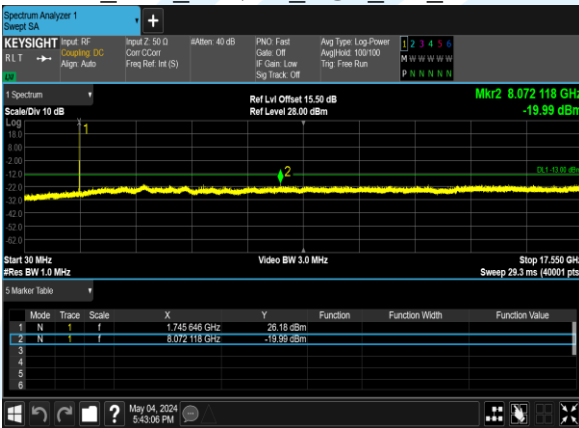 Spectrum Analyzer 1
Swept SA
+
KEYSIGHT Input: RF Input Z: 50 Ω #Atten: 40 dB PNO: Fast Avg Type: Log-Power 1 2 3 4 5 6
RLT Coupling: DC Corr CCorr Gate: Off Avg|Hold: 100/100 M W W W W W
Align: Auto Freq Ref: Int (S) IF Gain: Low Trig: Free Run
Sig Track: Off P N N N N N
LV
1 Spectrum Ref Lvl Offset 15.50 dB Mkr2 8.072 118 GHz
Scale/Div 10 dB Ref Level 28.00 dBm -19.99 dBm
Log
1
18.0
8.00
-2.00
2
-12.0 DL1 -13.00 dBm
-22.0
-32.0
-42.0
-52.0
-62.0
Start 30 MHz Video BW 3.0 MHz Stop 17.550 GHz
#Res BW 1.0 MHz Sweep 29.3 ms (40001 pts
5 Marker Table
Mode Trace Scale X Y Function Function Width Function Value
1 N 1 f 1.745 646 GHz 26.18 dBm
2 N 1 f 8.072 118 GHz -19.99 dBm
3
4
5
6
? May 04, 2024
5:43:06 PM